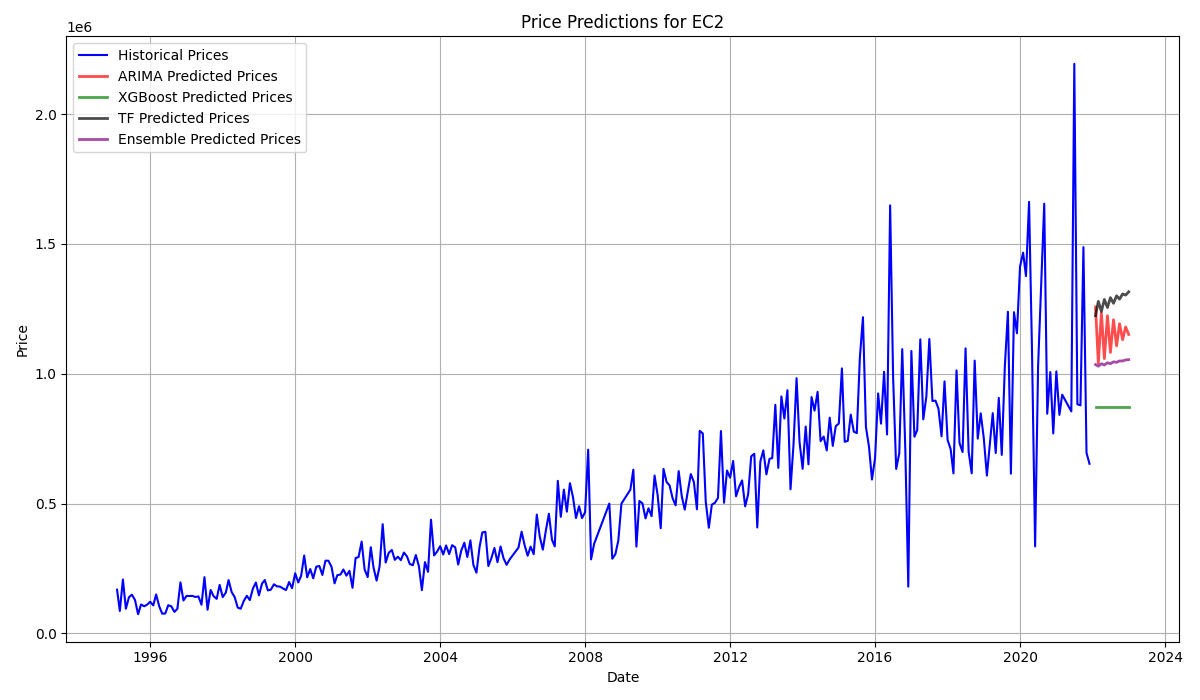 Price Predictions for EC2
1e6
Historical Prices
ARIMA Predicted Prices
XGBoost Predicted Prices
TF Predicted Prices
Ensemble Predicted Prices
2.0
1.5
1.0
0.5
0.0
Price
1996 2000 2004 2008 2012 2016 2020 2024
Date